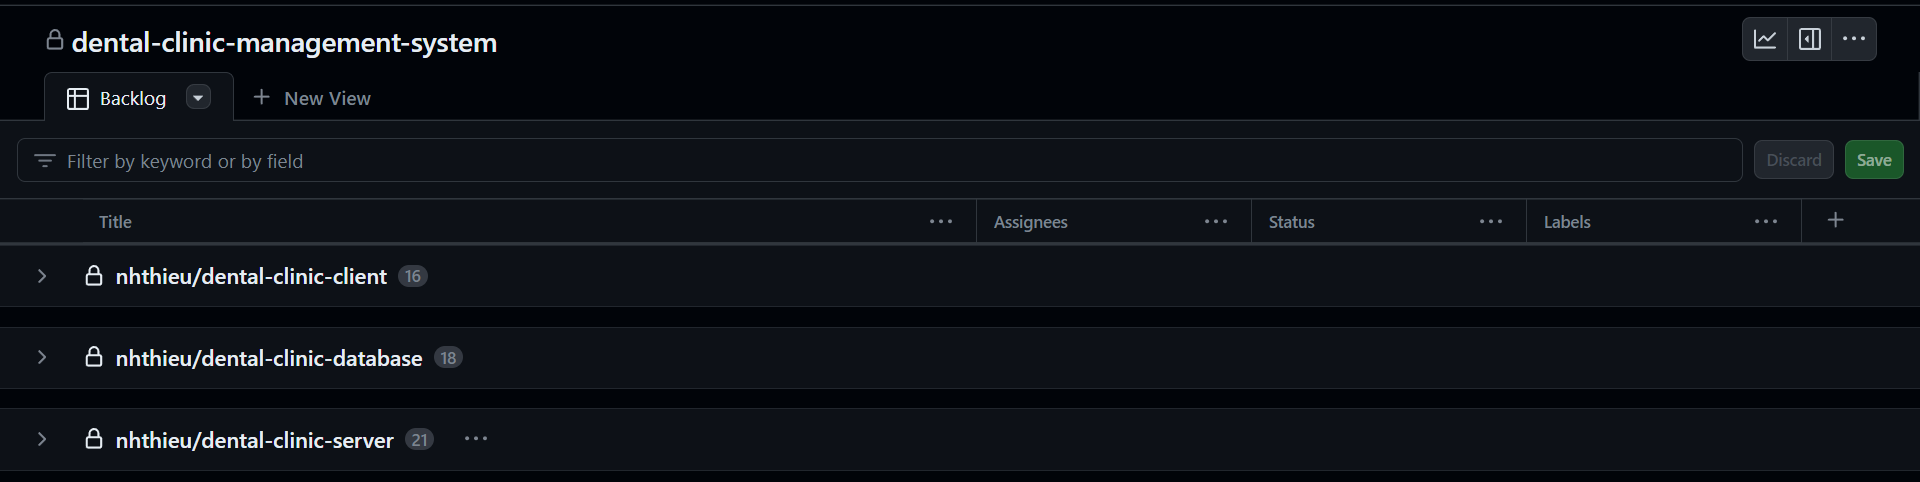 dental-clinic-management-system
Backlog New View
Filter by keyword or by field Discard Save
Title Assignees Status Labels
nhthieu/dental-clinic-client 16
nhthieu/dental-clinic-database 18
nhthieu/dental-clinic-server 21